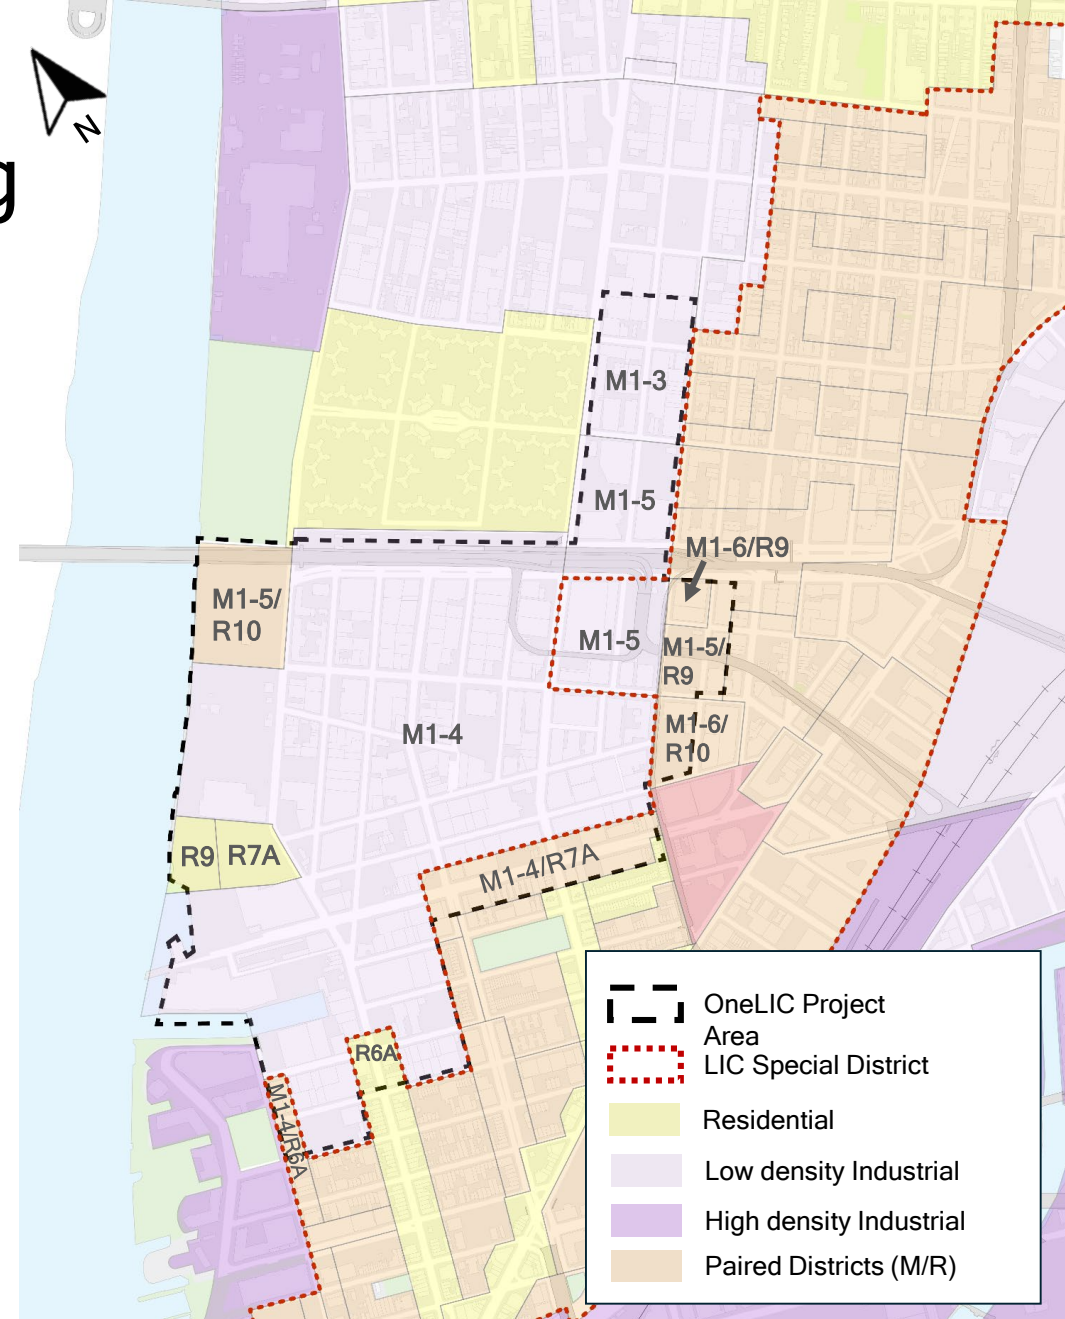 N
g
M1-3
M1-5
M1-6/R9
M1-5/
R10
M1-5
M1-5/
R9
M1-4
M1-6/
R10
R9
R7A
M1-4/R7A
R6A
M1-4/R6A
OneLIC Project
Area
LIC Special District
Residential
Low density Industrial
High density Industrial
Paired Districts (M/R)